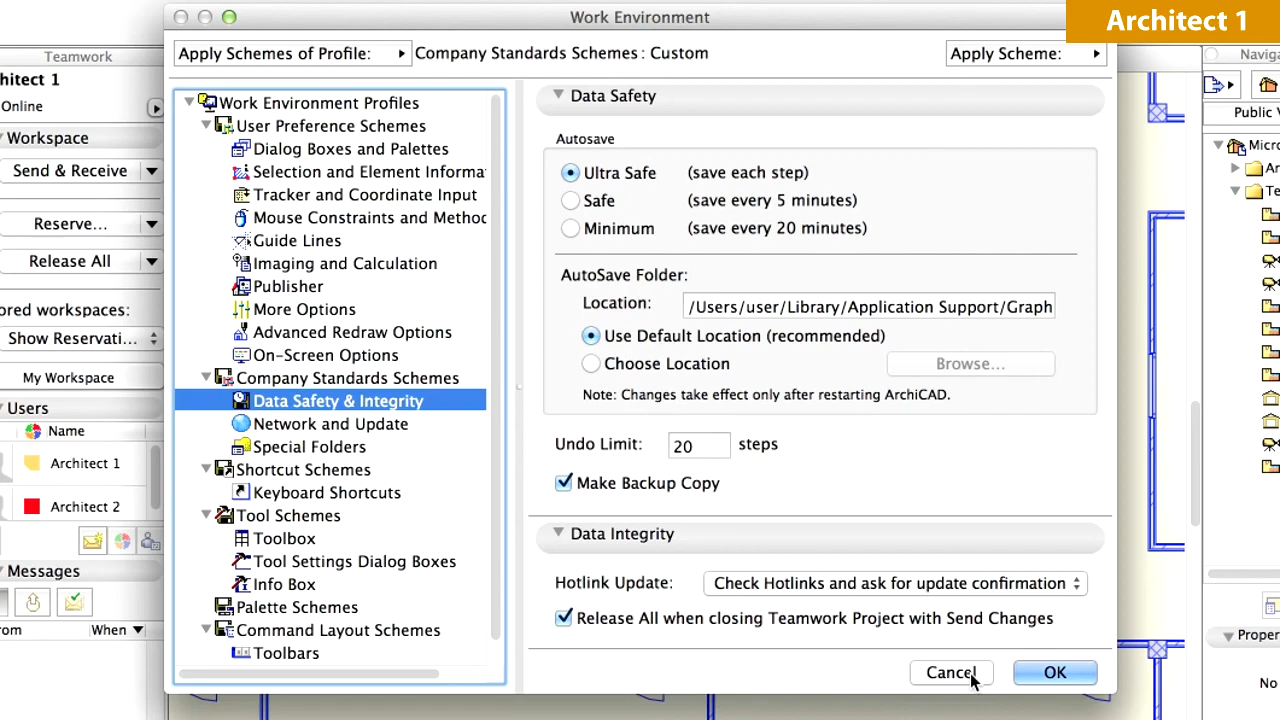 Architect 1
Work Environment
Apply Schemes of Profile:
Company Standards Schemes : Custom
Apply Scheme:
Work Environment Profiles
User Preference Schemes
Dialog Boxes and Palettes
Selection and Element Informa
Tracker and Coordinate Input
Mouse Constraints and Methoc
Guide Lines
Imaging and Calculation
Publisher
More Options
Advanced Redraw Options
On-Screen Options
Company Standards Schemes
Data Safety & Integrity
Network and Update
Special Folders
Shortcut Schemes
Keyboard Shortcuts
Tool Schemes
Toolbox
Tool Settings Dialog Boxes
Info Box
Palette Schemes
Command Layout Schemes
Toolbars
Data Safety
Autosave
Ultra Safe (save each step)
Safe (save every 5 minutes)
Minimum (save every 20 minutes)
AutoSave Folder:
Location: /Users/user/Library/Application Support/Graph
Use Default Location (recommended)
Choose Location
Browse...
Note: Changes take effect only after restarting ArchiCAD.
Undo Limit: 20 steps
Make Backup Copy
Data Integrity
Hotlink Update: Check Hotlinks and ask for update confirmation
Release All when closing Teamwork Project with Send Changes
Cancel
OK
Teamwork
hitect 1
Online
Workspace
Send & Receive
Reserve...
Release All
ored workspaces:
Show Reservati...
My Workspace
Users
Name
Architect 1
Architect 2
Messages
rom When
Naviga
Public V
Micro
Ar
Te
Proper
No